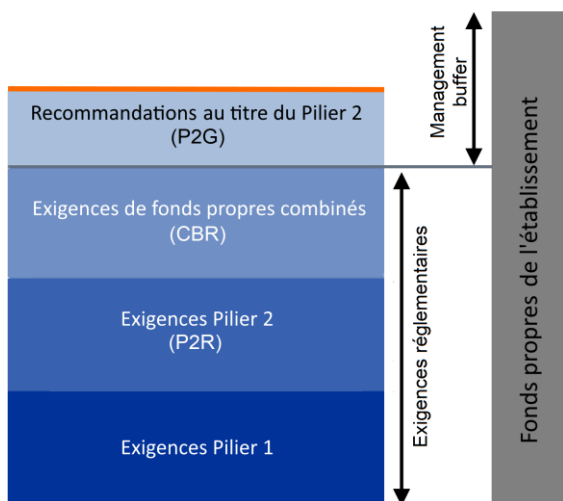 Recommandations au titre du Pilier 2
(P2G)
Exigences de fonds propres combinés
(CBR)
Exigences Pilier 2
(P2R)
Exigences Pilier 1
Management
buffer
Exigences réglementaires
Fonds propres de l'établissement